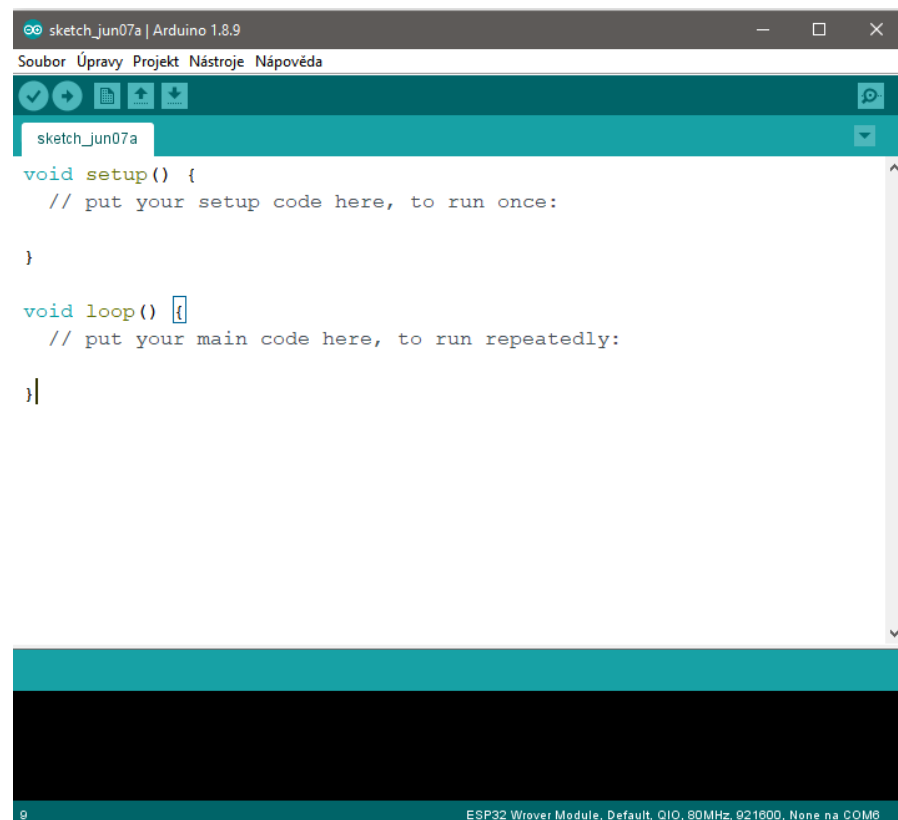 sketch_jun07a | Arduino 1.8.9
Soubor Úpravy Projekt Nástroje Nápověda
sketch_jun07a
void setup() {
  // put your setup code here, to run once:
}
void loop() {
  // put your main code here, to run repeatedly:
}
9
ESP32 Wrover Module, Default, QIO, 80MHz, 921600, None na COM6